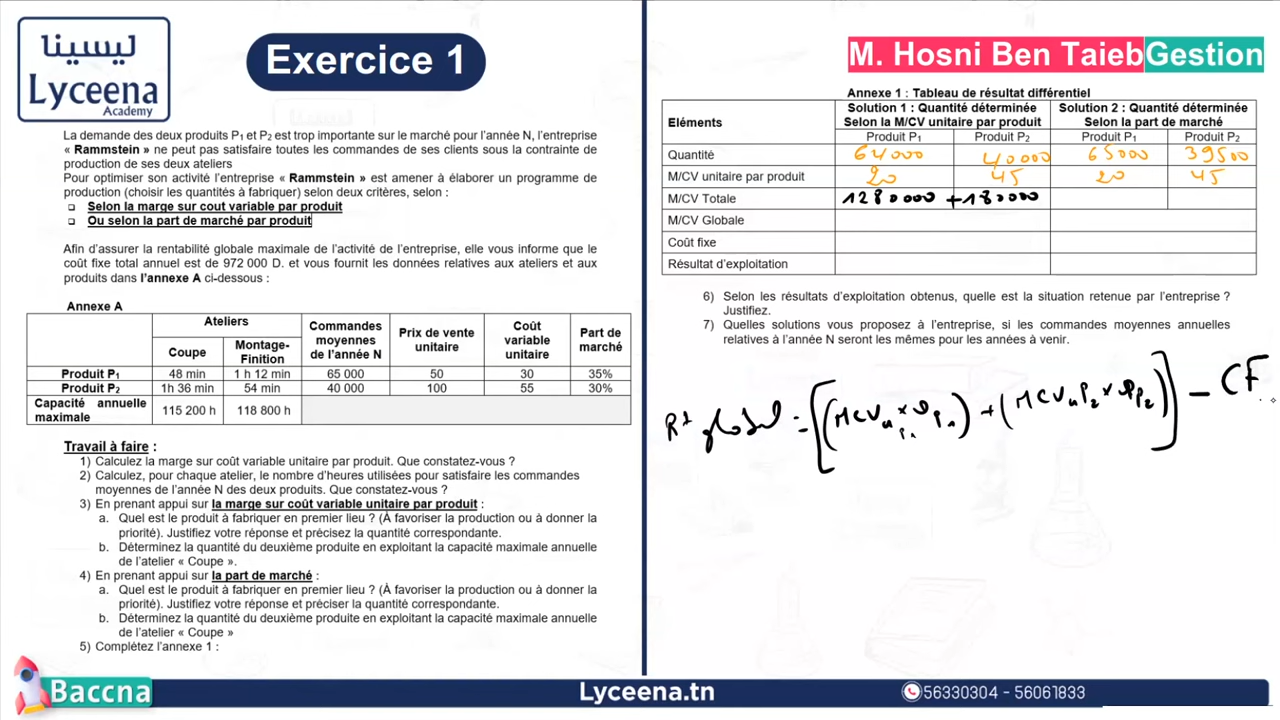 ليسينا
Lyceena
Academy
Exercice 1
La demande des deux produits P1 et P2 est trop importante sur le marché pour l'année N, l'entreprise
« Rammstein » ne peut pas satisfaire toutes les commandes de ses clients sous la contrainte de
production de ses deux ateliers
Pour optimiser son activité l'entreprise « Rammstein » est amener à élaborer un programme de
production (choisir les quantités à fabriquer) selon deux critères, selon :
Selon la marge sur cout variable par produit
Ou selon la part de marché par produit
Afin d'assurer la rentabilité globale maximale de l'activité de l'entreprise, elle vous informe que le
coût fixe total annuel est de 972 000 D. et vous fournit les données relatives aux ateliers et aux
produits dans l'annexe A ci-dessous :
Annexe A
Ateliers Commandes moyennes de l'année N Prix de vente unitaire Coût variable unitaire Part de marché
Coupe Montage-Finition
Produit P1 48 min 1 h 12 min 65 000 50 30 35%
Produit P2 1h 36 min 54 min 40 000 100 55 30%
Capacité annuelle maximale 115 200 h 118 800 h
Travail à faire :
1) Calculez la marge sur coût variable unitaire par produit. Que constatez-vous ?
2) Calculez, pour chaque atelier, le nombre d'heures utilisées pour satisfaire les commandes
moyennes de l'année N des deux produits. Que constatez-vous ?
3) En prenant appui sur la marge sur coût variable unitaire par produit :
a. Quel est le produit à fabriquer en premier lieu ? (À favoriser la production ou à donner la
priorité). Justifiez votre réponse et précisez la quantité correspondante.
b. Déterminez la quantité du deuxième produite en exploitant la capacité maximale annuelle
de l'atelier « Coupe ».
4) En prenant appui sur la part de marché :
a. Quel est le produit à fabriquer en premier lieu ? (À favoriser la production ou à donner la
priorité). Justifiez votre réponse et préciser la quantité correspondante.
b. Déterminez la quantité du deuxième produite en exploitant la capacité maximale annuelle
de l'atelier « Coupe »
5) Complétez l'annexe 1 :
M. Hosni Ben Taieb Gestion
Annexe 1 : Tableau de résultat différentiel
Eléments Solution 1 : Quantité déterminée Selon la M/CV unitaire par produit Solution 2 : Quantité déterminée Selon la part de marché
Produit P1 Produit P2 Produit P1 Produit P2
Quantité 64000 40000 65000 39500
M/CV unitaire par produit 20 45 20 45
M/CV Totale 1280000 + 180000
M/CV Globale
Coût fixe
Résultat d'exploitation
6) Selon les résultats d'exploitation obtenus, quelle est la situation retenue par l'entreprise ?
Justifiez.
7) Quelles solutions vous proposez à l'entreprise, si les commandes moyennes annuelles
relatives à l'année N seront les mêmes pour les années à venir.
Rt global = [(MCVu P1 × QP1) + (MCVu P2 × QP2)] - CF
Baccna
Lyceena.tn
56330304 - 56061833